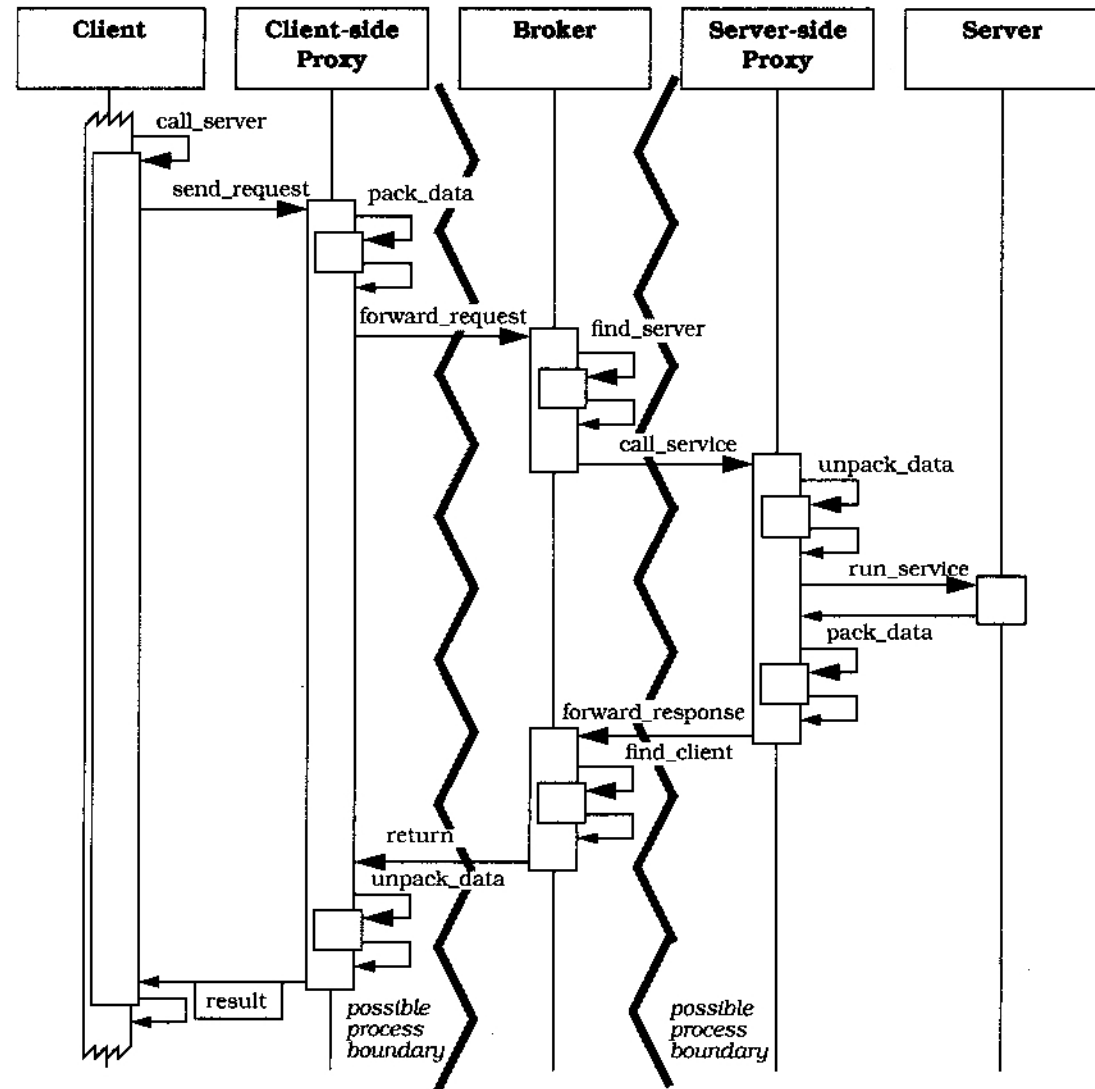 Client
Client-side
Proxy
Broker
Server-side
Proxy
Server
call_server
send_request
pack_data
forward_request
find_server
call_service
unpack_data
run_service
pack_data
forward_response
find_client
return
unpack_data
result
possible
process
boundary
possible
process
boundary